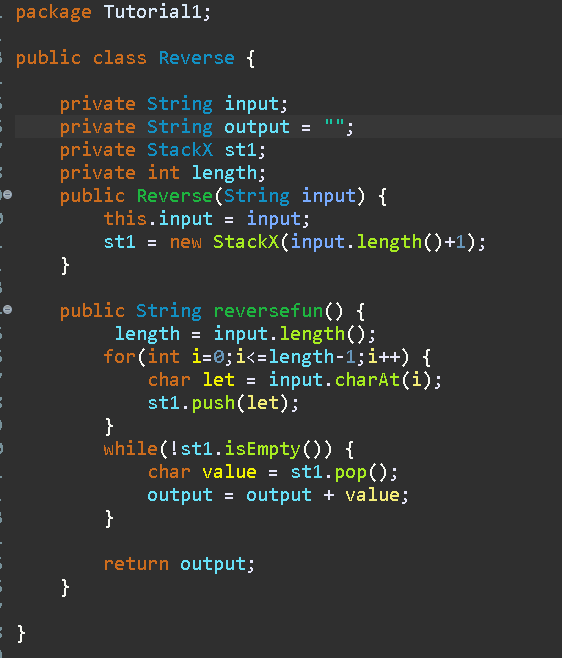 package Tutorial1;
public class Reverse {
private String input;
private String output = "";
private StackX st1;
private int length;
public Reverse(String input) {
this.input = input;
st1 = new StackX(input.length()+1);
}
public String reversefun() {
length = input.length();
for(int i=0;i<=length-1;i++) {
char let = input.charAt(i);
st1.push(let);
}
while(!st1.isEmpty()) {
char value = st1.pop();
output = output + value;
}
return output;
}
}